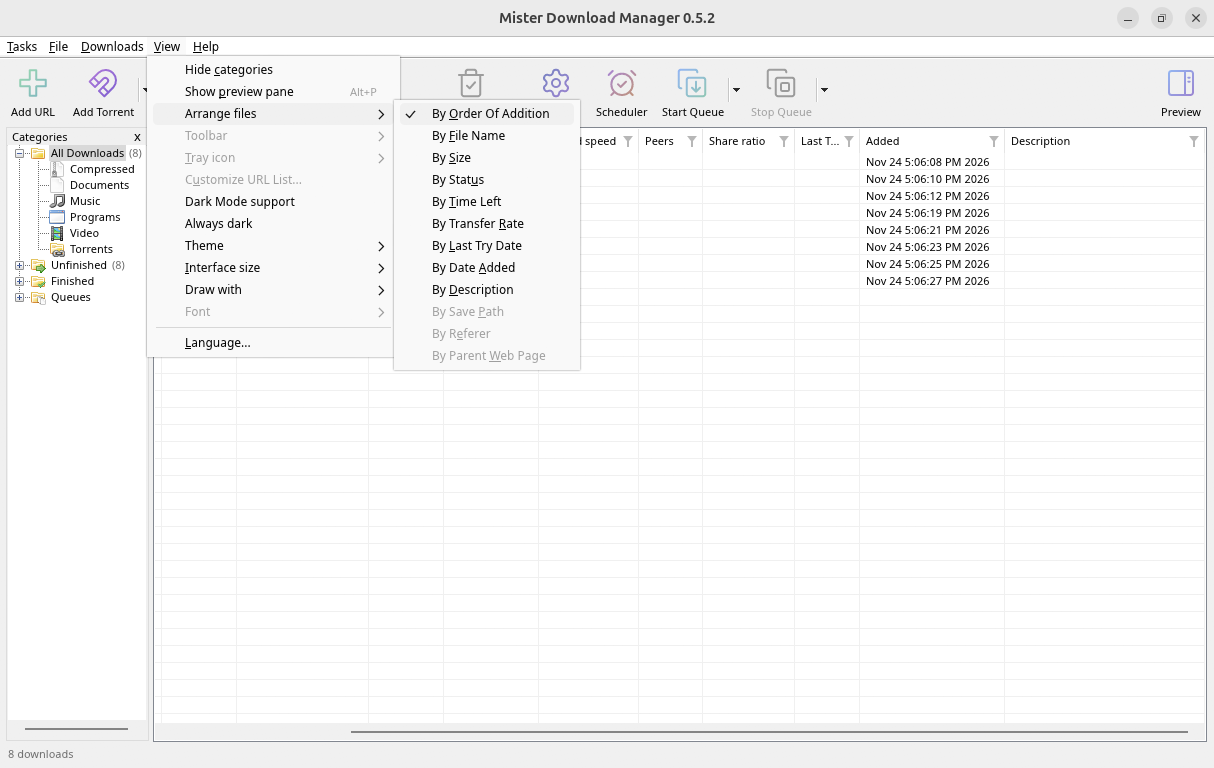 Mister Download Manager 0.5.2
Tasks File Downloads View Help
Add URL
Add Torrent
Scheduler
Start Queue
Stop Queue
Preview
Hide categories
Show preview pane Alt+P
Arrange files
Toolbar
Tray icon
Customize URL List...
Dark Mode support
Always dark
Theme
Interface size
Draw with
Font
Language...
By Order Of Addition
By File Name
By Size
By Status
By Time Left
By Transfer Rate
By Last Try Date
By Date Added
By Description
By Save Path
By Referer
By Parent Web Page
Categories X
All Downloads (8)
Compressed
Documents
Music
Programs
Video
Torrents
Unfinished (8)
Finished
Queues
speed Peers Share ratio Last T... Added Description
Nov 24 5:06:08 PM 2026
Nov 24 5:06:10 PM 2026
Nov 24 5:06:12 PM 2026
Nov 24 5:06:19 PM 2026
Nov 24 5:06:21 PM 2026
Nov 24 5:06:23 PM 2026
Nov 24 5:06:25 PM 2026
Nov 24 5:06:27 PM 2026
8 downloads